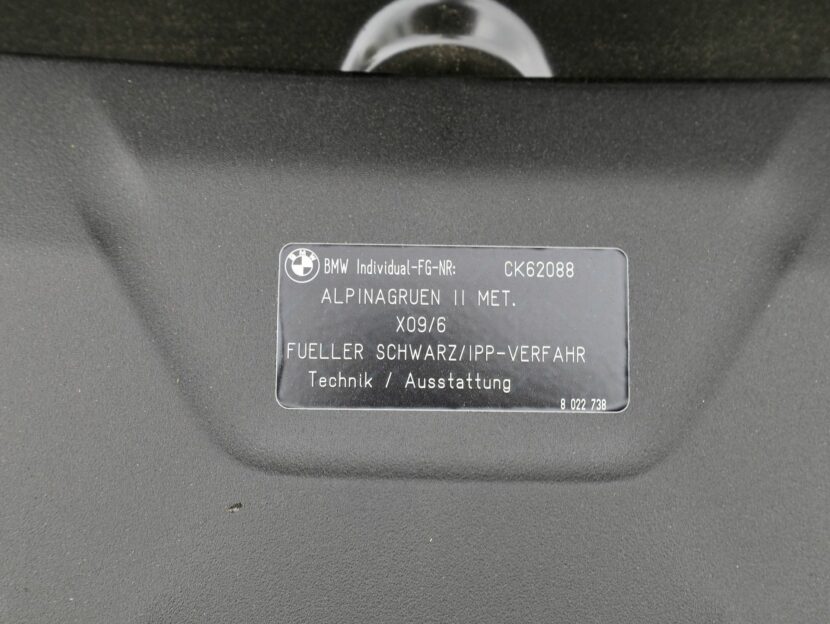 BMW
BMW Individual-FG-NR: CK62088
ALPINAGRUEN II MET.
X09/6
FUELLER SCHWARZ/IPP-VERFAHR
Technik / Ausstattung
8 022 738